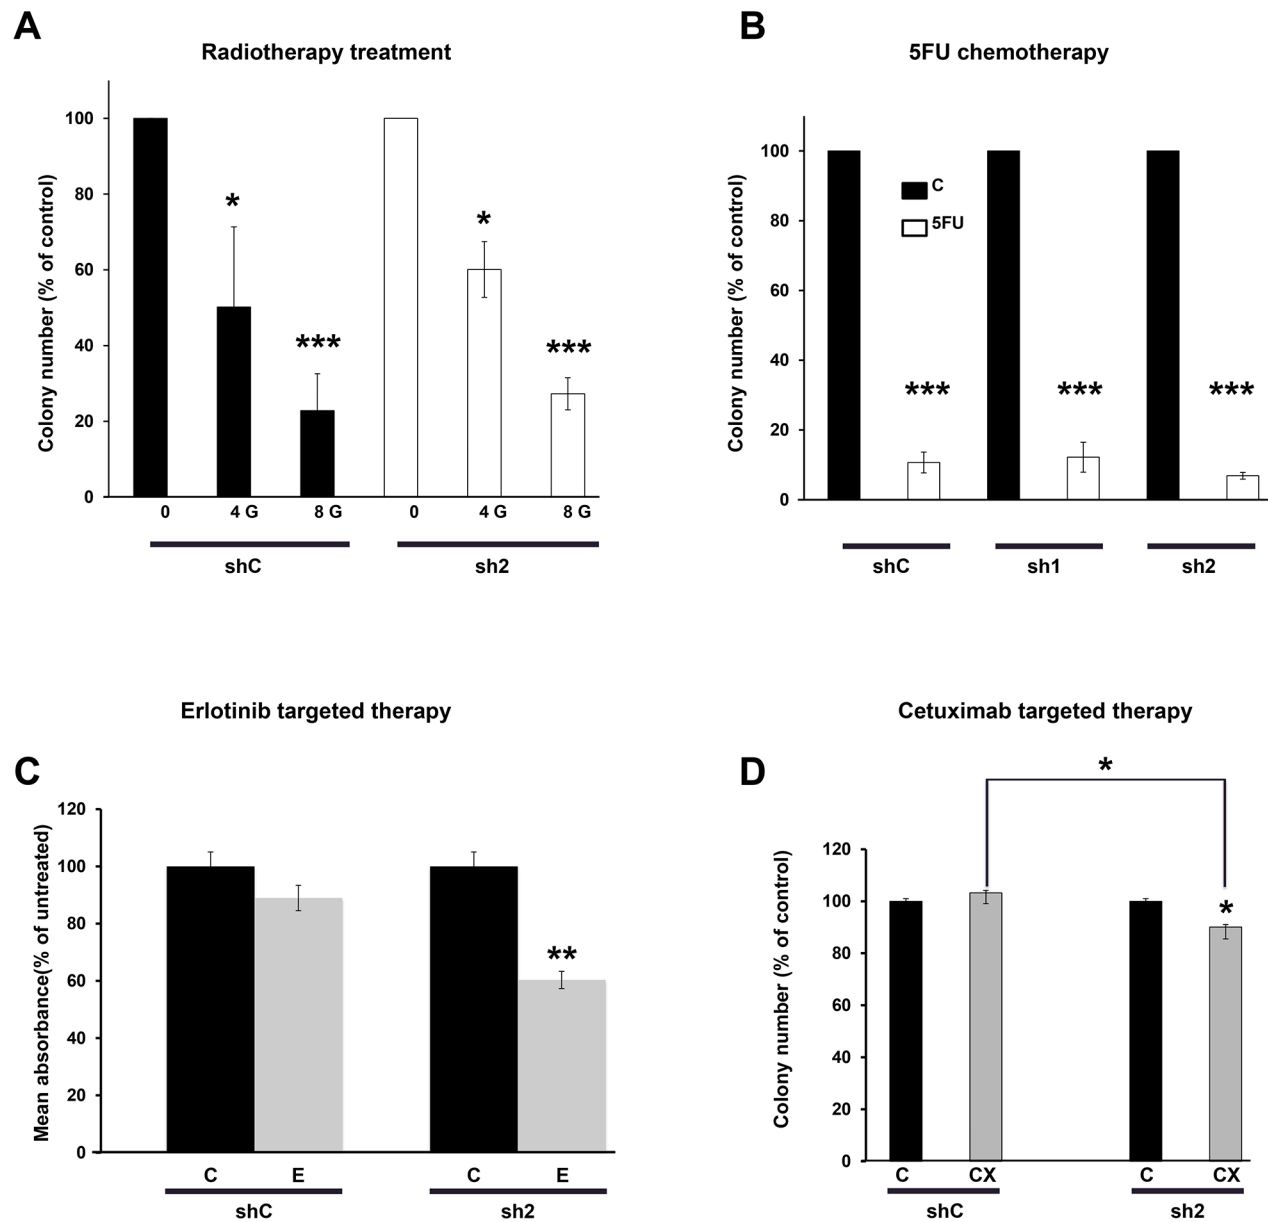 A
Radiotherapy treatment
Colony number (% of control)
100
80
60
40
20
0
*
***
*
***
0 4 G 8 G 0 4 G 8 G
shC sh2
B
5FU chemotherapy
Colony number (% of control)
100
80
60
40
20
0
C
5FU
*** *** ***
shC sh1 sh2
Erlotinib targeted therapy
C
Mean absorbance(% of untreated)
120
100
80
60
40
20
0
**
C E C E
shC sh2
Cetuximab targeted therapy
D
*
Colony number (% of control)
120
100
80
60
40
20
0
*
C CX C CX
shC sh2